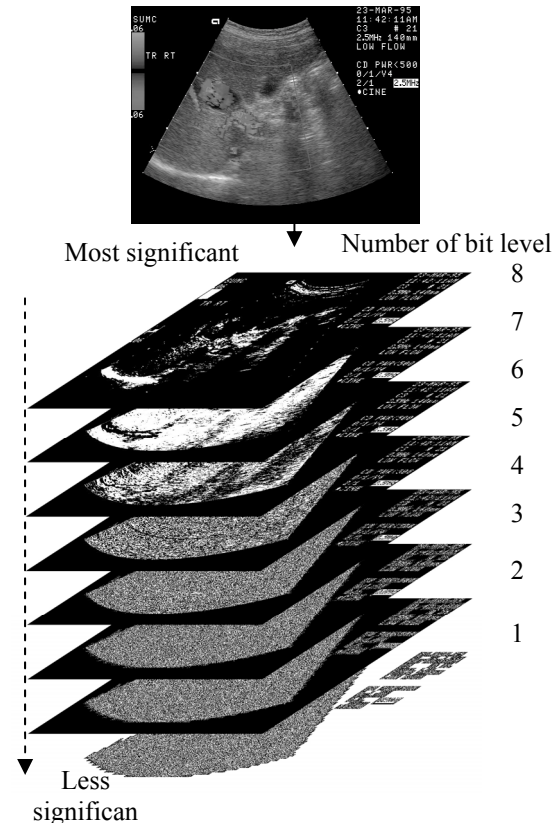 SUMC
.06
TR RT
.06
23-MAR-95
11:42:11AM
C3 # 21
2.5MHz 140mm
LOW FLOW
CD PWR<500
0/1/V4
2/1 2.5MHz
CINE
Most significant
Number of bit level
8
7
6
5
4
3
2
1
Less
significan